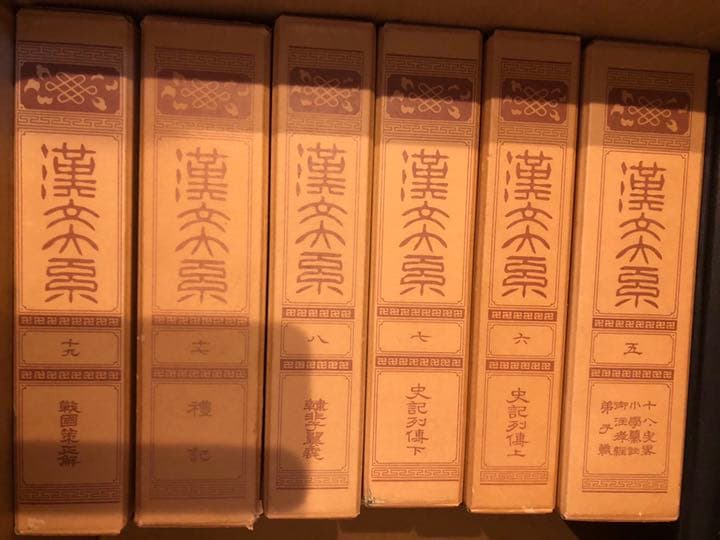 漢文大系
五
十八史畧
小學纂註
御注孝經
弟子職
漢文大系
六
史記列傳上
漢文大系
七
史記列傳下
漢文大系
八
韓非子翼毳
漢文大系
十七
禮記
漢文大系
十九
戰國策正解